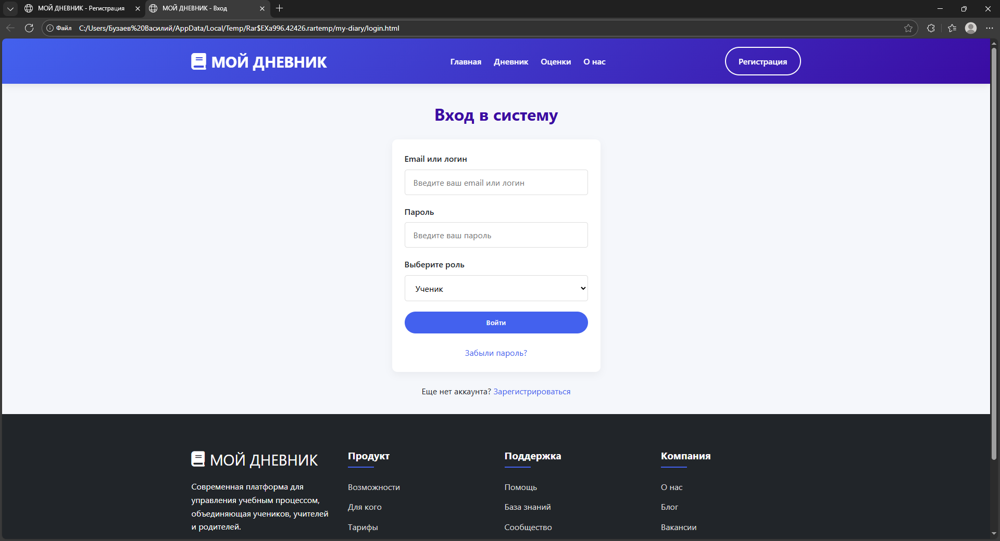 МОЙ ДНЕВНИК - Регистрация
МОЙ ДНЕВНИК - Вход
Файл C:/Users/Бузаев%20Василий/AppData/Local/Temp/Rar$EXa996.42426.rartemp/my-diary/login.html
МОЙ ДНЕВНИК
Главная Дневник Оценки О нас
Регистрация
Вход в систему
Email или логин
Введите ваш email или логин
Пароль
Введите ваш пароль
Выберите роль
Ученик
Войти
Забыли пароль?
Еще нет аккаунта? Зарегистрироваться
МОЙ ДНЕВНИК
Современная платформа для
управления учебным процессом,
объединяющая учеников, учителей
и родителей.
Продукт
Возможности
Для кого
Тарифы
Поддержка
Помощь
База знаний
Сообщество
Компания
О нас
Блог
Вакансии